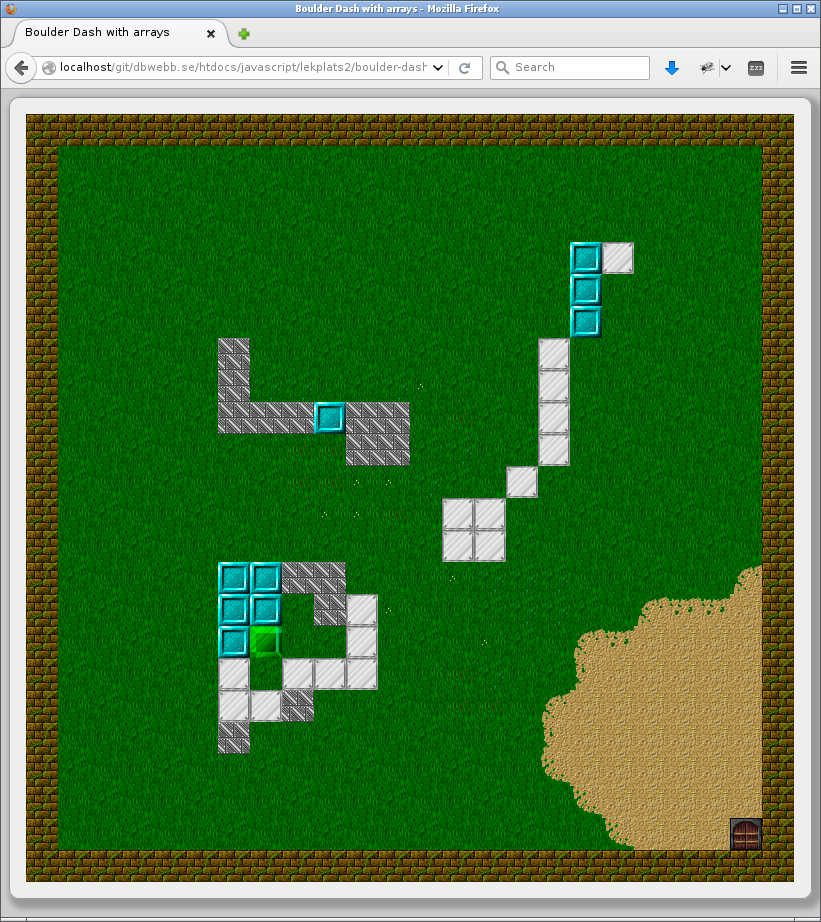 Boulder Dash with arrays - Mozilla Firefox
Boulder Dash with arrays
localhost/git/dbwebb.se/htdocs/javascript/lekplats2/boulder-dash
Search
zzz